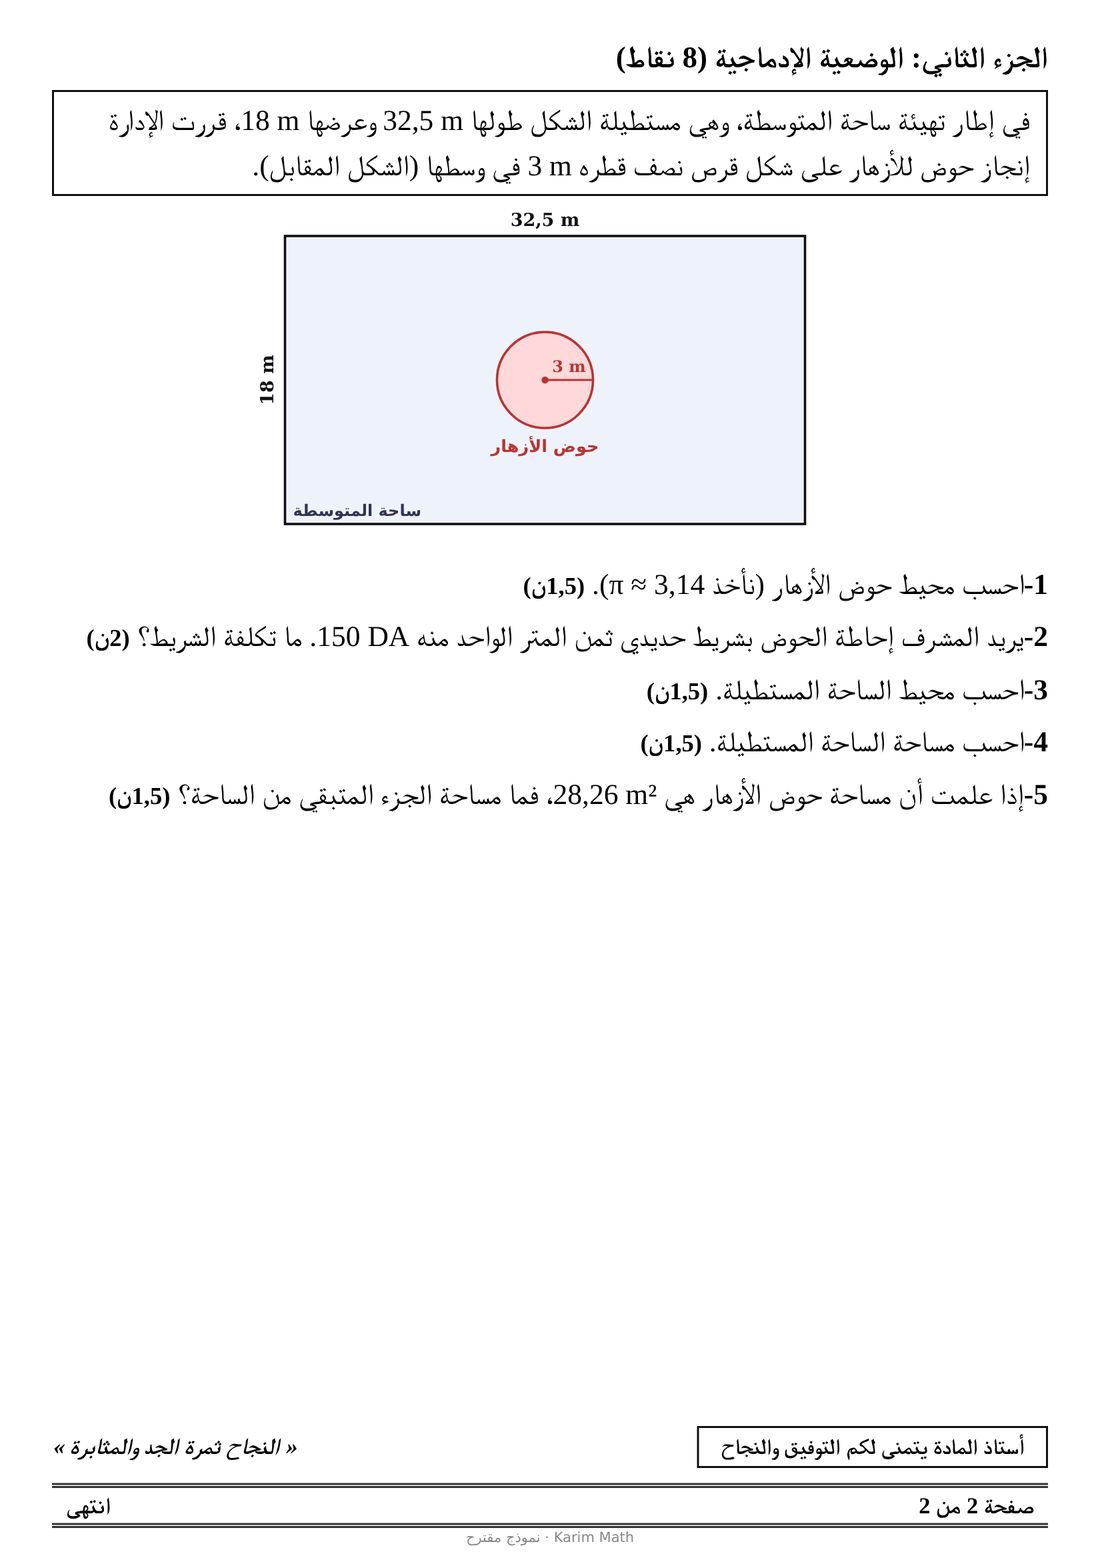 الجزء الثاني: الوضعية الإدماجية (8 نقاط)
في إطار تهيئة ساحة المتوسطة، وهي مستطيلة الشكل طولها 32,5 m وعرضها 18 m، قررت الإدارة
إنجاز حوض للأزهار على شكل قرص نصف قطره 3 m في وسطها (الشكل المقابل).
32,5 m
18 m
3 m
حوض الأزهار
ساحة المتوسطة
1-احسب محيط حوض الأزهار (نأخذ π ≈ 3,14). (1,5ن)
2-يريد المشرف إحاطة الحوض بشريط حديدي ثمن المتر الواحد منه 150 DA. ما تكلفة الشريط؟ (2ن)
3-احسب محيط الساحة المستطيلة. (1,5ن)
4-احسب مساحة الساحة المستطيلة. (1,5ن)
5-إذا علمت أن مساحة حوض الأزهار هي 28,26 m²، فما مساحة الجزء المتبقي من الساحة؟ (1,5ن)
أستاذ المادة يتمنى لكم التوفيق والنجاح
« النجاح ثمرة الجد والمثابرة »
صفحة 2 من 2
انتهى
Karim Math · نموذج مقترح